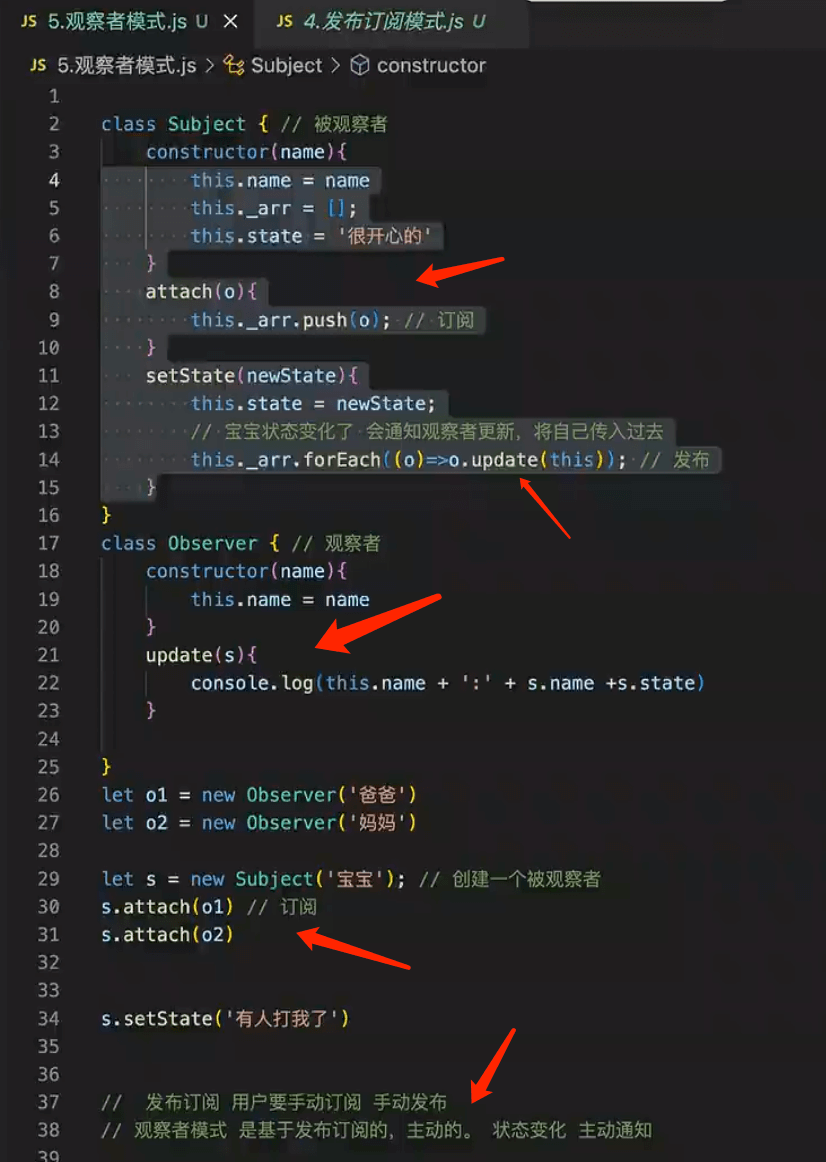 JS 5.观察者模式.js U × JS 4.发布订阅模式.js U
JS 5.观察者模式.js > Subject > constructor
1
2 class Subject { // 被观察者
3 constructor(name){
4 this.name = name
5 this._arr = [];
6 this.state = '很开心的'
7 }
8 attach(o){
9 this._arr.push(o); // 订阅
10 }
11 setState(newState){
12 this.state = newState;
13 // 宝宝状态变化了 会通知观察者更新，将自己传入过去
14 this._arr.forEach((o)=>o.update(this)); // 发布
15 }
16 }
17 class Observer { // 观察者
18 constructor(name){
19 this.name = name
20 }
21 update(s){
22 console.log(this.name + ':' + s.name +s.state)
23 }
24
25 }
26 let o1 = new Observer('爸爸')
27 let o2 = new Observer('妈妈')
28
29 let s = new Subject('宝宝'); // 创建一个被观察者
30 s.attach(o1) // 订阅
31 s.attach(o2)
32
33
34 s.setState('有人打我了')
35
36
37 // 发布订阅 用户要手动订阅 手动发布
38 // 观察者模式 是基于发布订阅的，主动的。 状态变化 主动通知
39